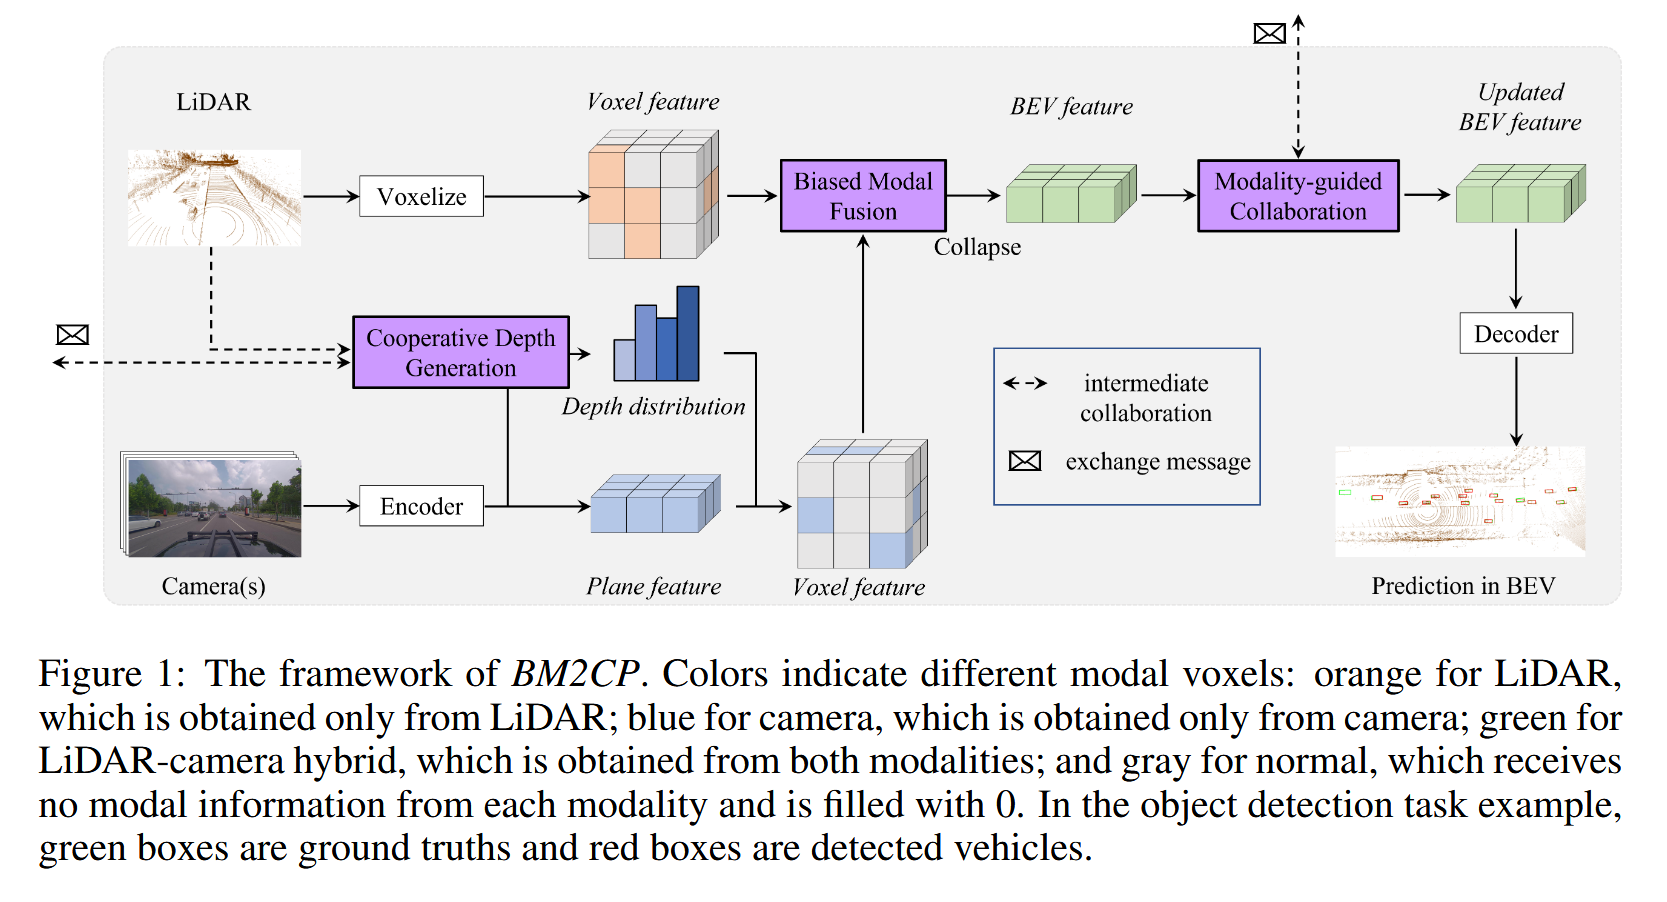 LiDAR
Voxelize
Voxel feature
Biased Modal
Fusion
Collapse
BEV feature
Modality-guided
Collaboration
Updated
BEV feature
Cooperative Depth
Generation
Depth distribution
Camera(s)
Encoder
Plane feature
Voxel feature
intermediate
collaboration
exchange message
Decoder
Prediction in BEV
Figure 1: The framework of BM2CP. Colors indicate different modal voxels: orange for LiDAR,
which is obtained only from LiDAR; blue for camera, which is obtained only from camera; green for
LiDAR-camera hybrid, which is obtained from both modalities; and gray for normal, which receives
no modal information from each modality and is filled with 0. In the object detection task example,
green boxes are ground truths and red boxes are detected vehicles.